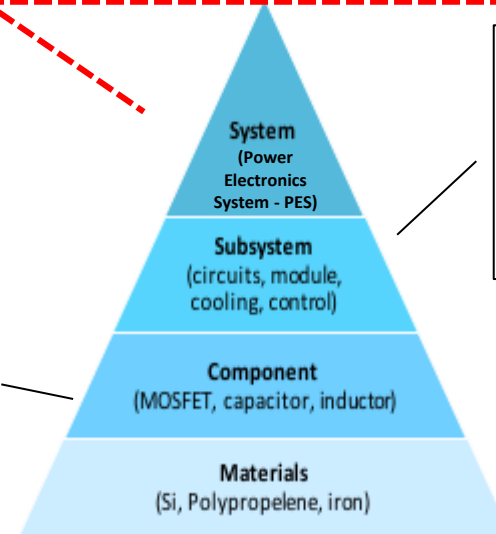 System
(Power
Electronics
System - PES)
Subsystem
(circuits, module,
cooling, control)
Component
(MOSFET, capacitor, inductor)
Materials
(Si, Polypropelene, iron)